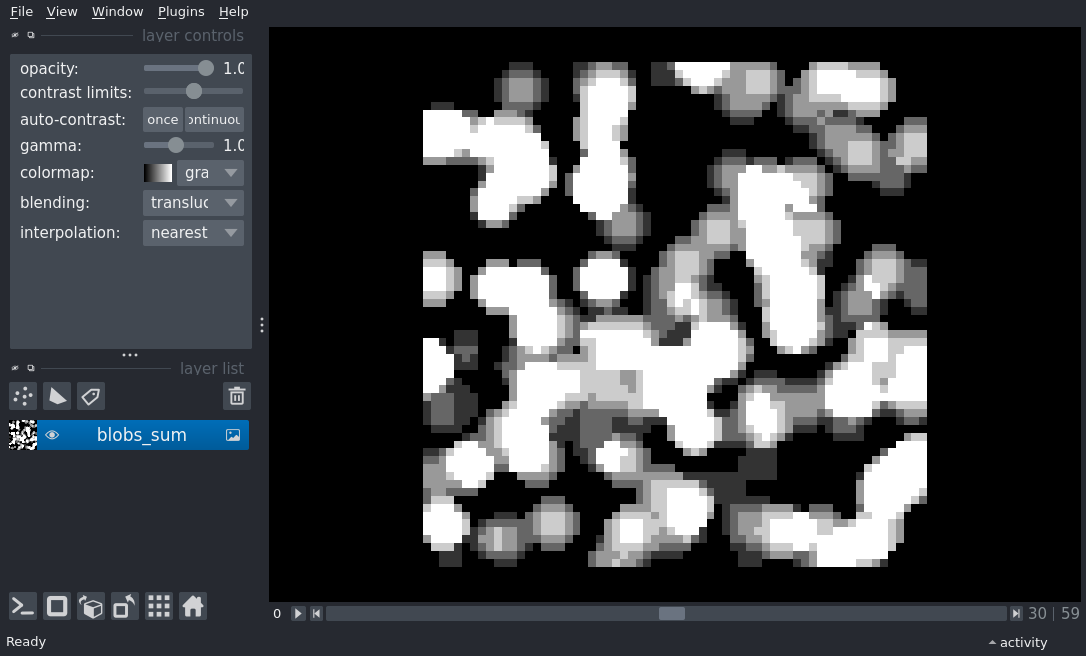 File View Window Plugins Help
layer controls
opacity: 1.0
contrast limits:
auto-contrast: once ontinuou
gamma: 1.0
colormap: gra
blending: transluc
interpolation: nearest
layer list
blobs_sum
0 30 | 59
Ready activity